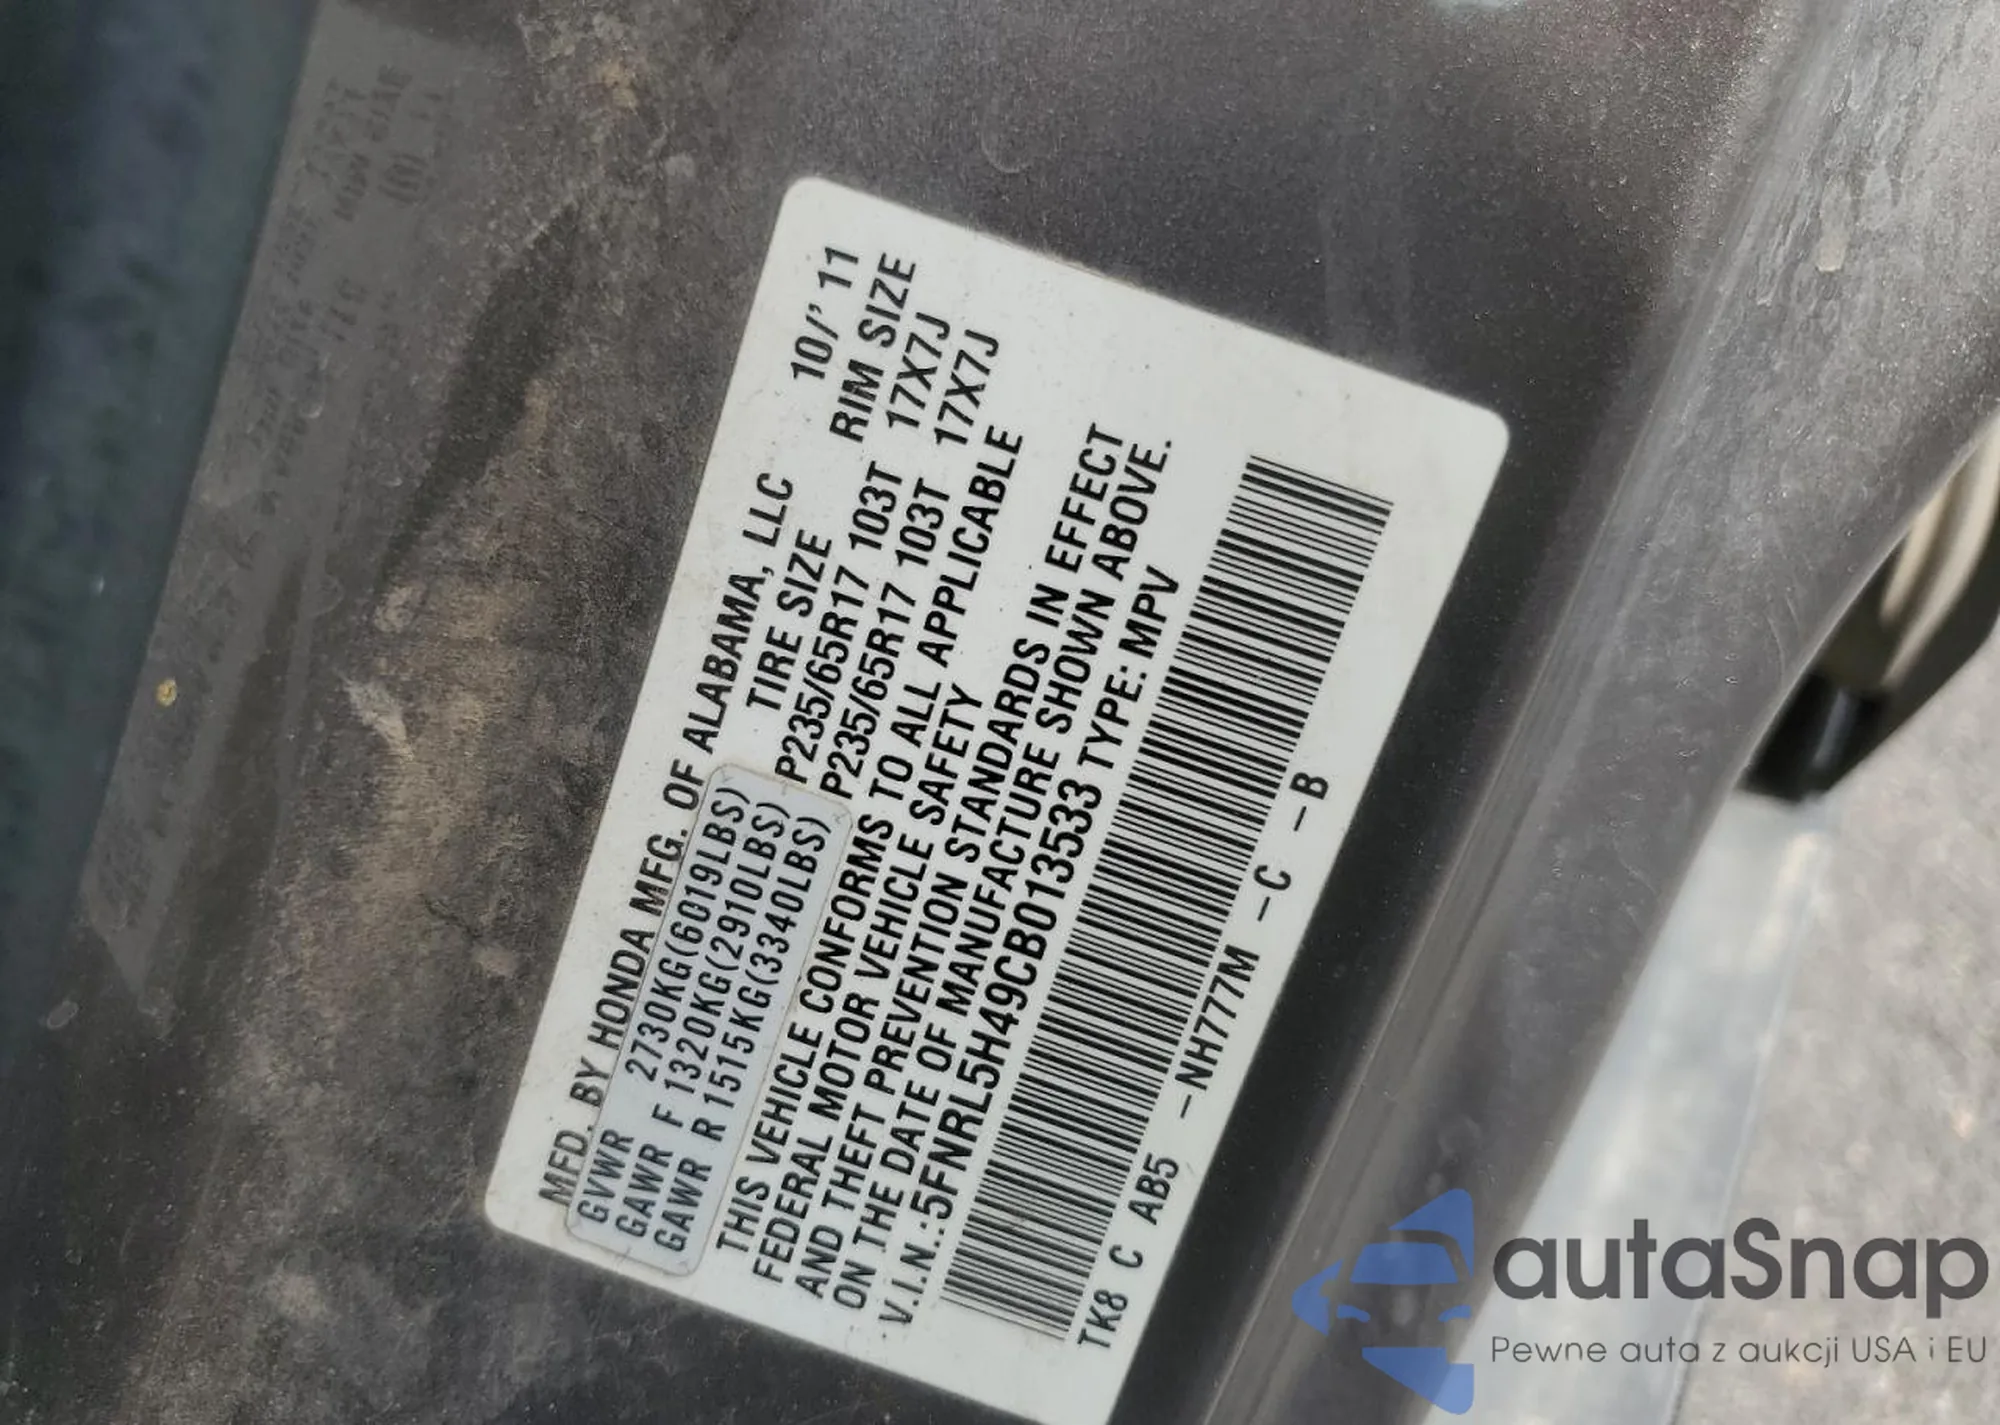 MFD. BY HONDA MFG. OF ALABAMA, LLC 10/'11
GVWR 2730KG(6019LBS) TIRE SIZE RIM SIZE
GAWR F 1320KG(2910LBS) P235/65R17 103T 17X7J
GAWR R 1515KG(3340LBS) P235/65R17 103T 17X7J
THIS VEHICLE CONFORMS TO ALL APPLICABLE
FEDERAL MOTOR VEHICLE SAFETY
AND THEFT PREVENTION STANDARDS IN EFFECT
ON THE DATE OF MANUFACTURE SHOWN ABOVE.
V.I.N.:5FNRL5H49CB013533 TYPE: MPV
TK8 C AB5 -NH777M -C -B
autaSnap
Pewne auta z aukcji USA i EU